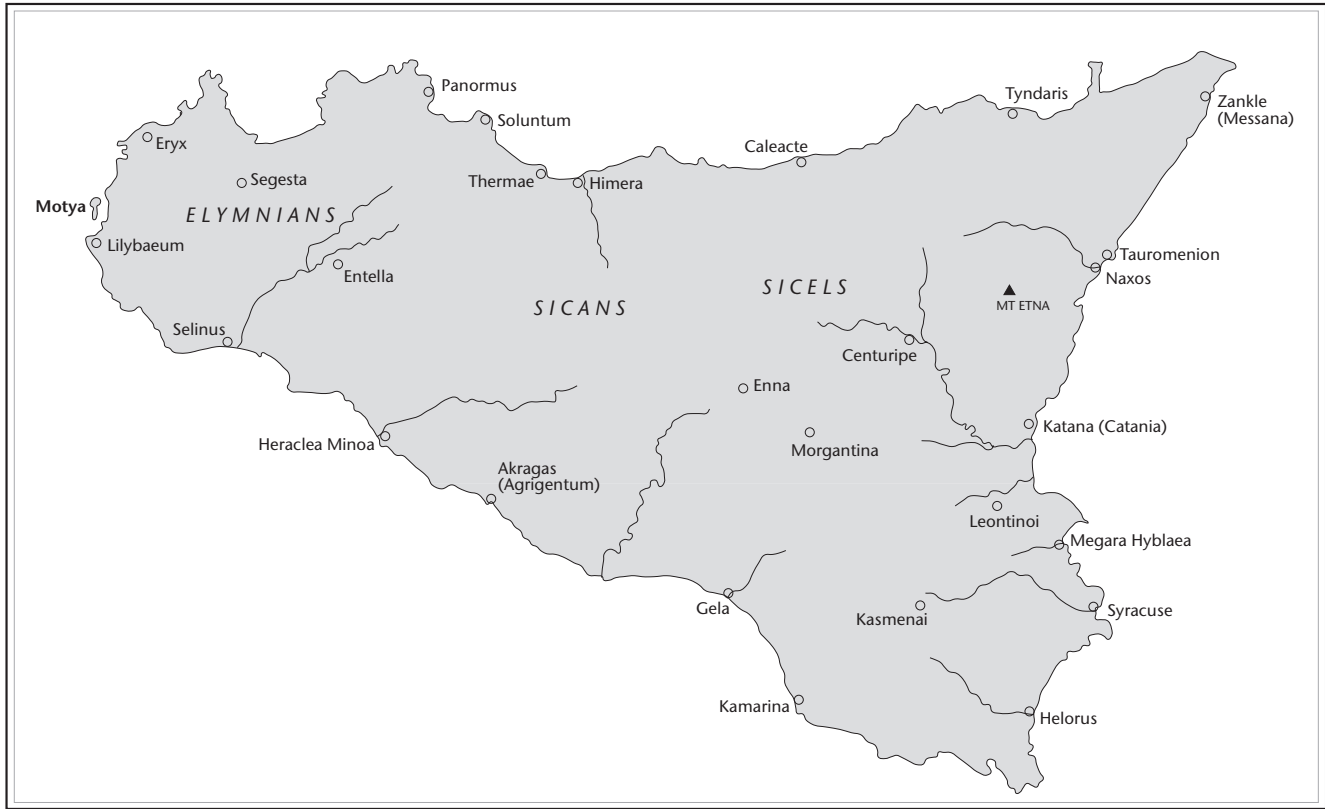 Panormus
Tyndaris
Zankle
(Messana)
Soluntum
Eryx
Caleacte
Segesta
Thermae
Himera
Motya
ELYMNIANS
Lilybaeum
Tauromenion
Entella
Naxos
SICELS
SICANS
MT ETNA
Selinus
Centuripe
Enna
Katana (Catania)
Heraclea Minoa
Morgantina
Akragas
(Agrigentum)
Leontinoi
Megara Hyblaea
Gela
Kasmenai
Syracuse
Kamarina
Helorus